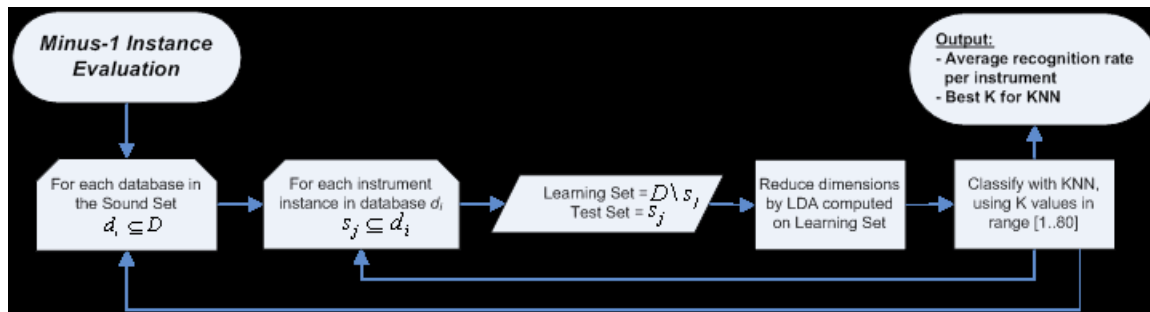 Minus-1 Instance
Evaluation
Output:
- Average recognition rate
per instrument
- Best K for KNN
For each database in
the Sound Set
dᵢ ⊆ D
For each instrument
instance in database dᵢ
sⱼ ⊆ dᵢ
Learning Set = D \ sⱼ
Test Set = sⱼ
Reduce dimensions
by LDA computed
on Learning Set
Classify with KNN,
using K values in
range [1..80]